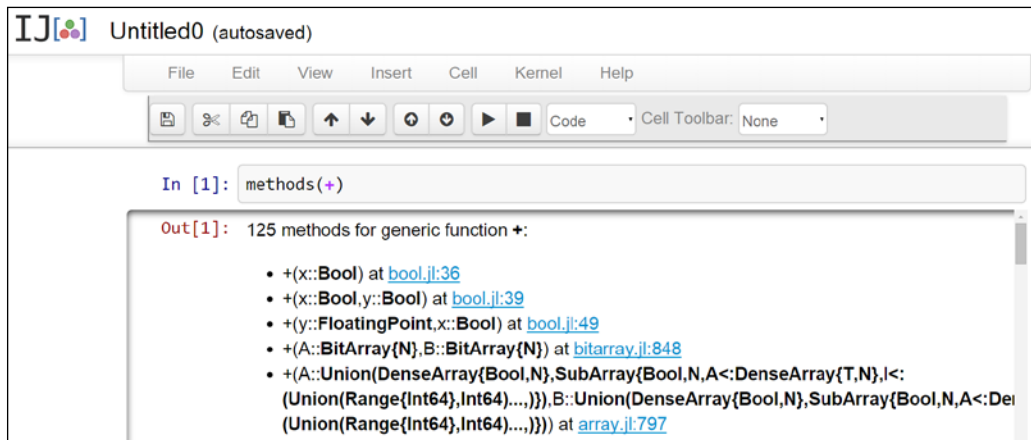 IJ[] Untitled0 (autosaved)
File Edit View Insert Cell Kernel Help
Code Cell Toolbar: None
In [1]: methods(+)
Out[1]: 125 methods for generic function +:
• +(x::Bool) at bool.jl:36
• +(x::Bool,y::Bool) at bool.jl:39
• +(y::FloatingPoint,x::Bool) at bool.jl:49
• +(A::BitArray{N},B::BitArray{N}) at bitarray.jl:848
• +(A::Union(DenseArray{Bool,N},SubArray{Bool,N,A<:DenseArray{T,N},I<:
(Union(Range{Int64},Int64)...,)}),B::Union(DenseArray{Bool,N},SubArray{Bool,N,A<:De
(Union(Range{Int64},Int64)...,)})) at array.jl:797